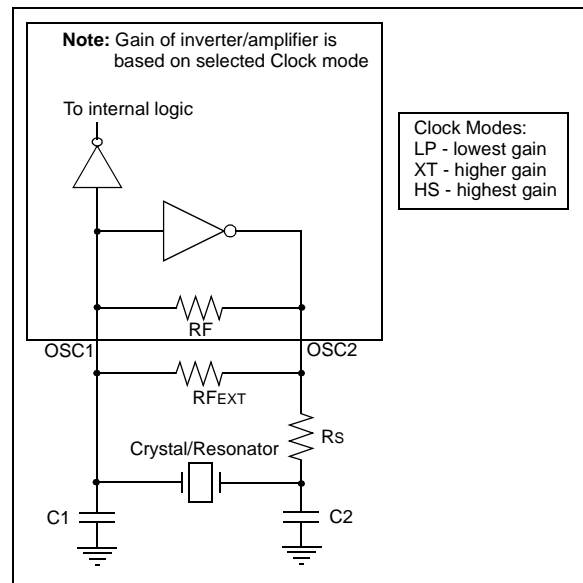 Note: Gain of inverter/amplifier is
based on selected Clock mode
To internal logic
Clock Modes:
LP - lowest gain
XT - higher gain
HS - highest gain
RF
OSC1
OSC2
RFEXT
RS
Crystal/Resonator
C1
C2